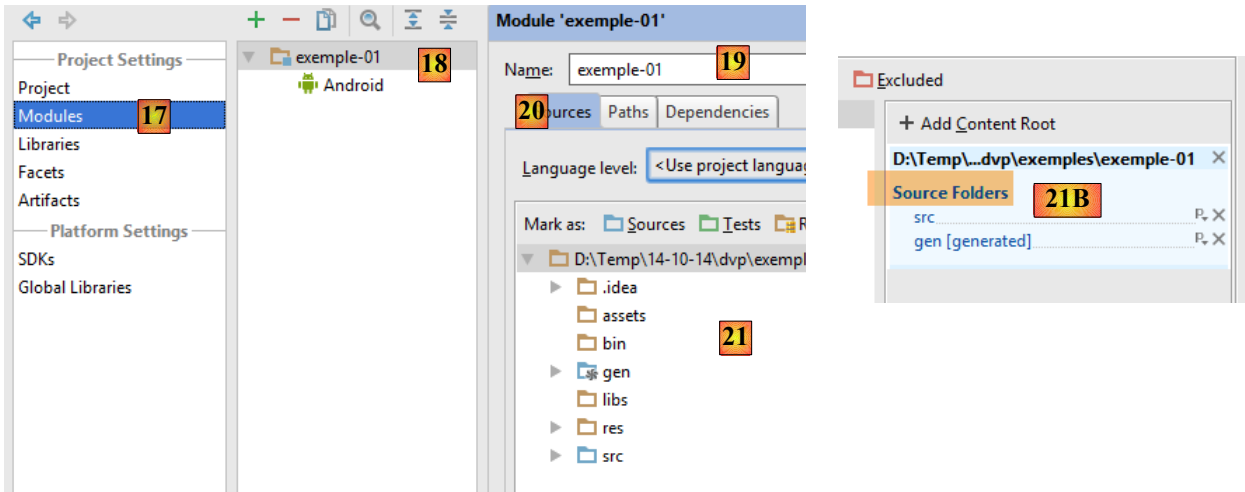 Project Settings
Project
Modules
17
Libraries
Facets
Artifacts
Platform Settings
SDKs
Global Libraries
exemple-01
18
Android
Module 'exemple-01'
Name:
exemple-01
19
20
Sources
Paths
Dependencies
Language level:
<Use project langua
Mark as:
Sources
Tests
R
D:\Temp\14-10-14\dvp\exempl
.idea
assets
bin
21
gen
libs
res
src
Excluded
+ Add Content Root
D:\Temp\...dvp\exemples\exemple-01
Source Folders
21B
src
gen [generated]